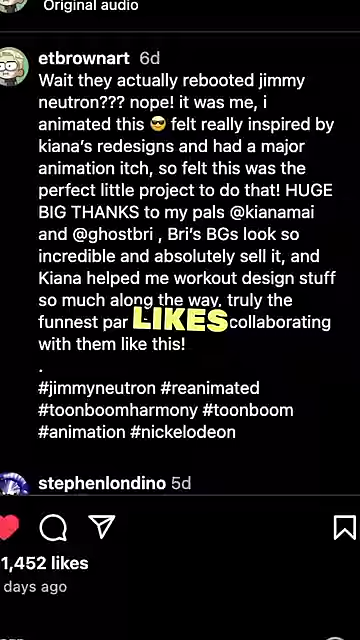 Original audio
etbrownart 6d
Wait they actually rebooted jimmy
neutron??? nope! it was me, i
animated this 😎 felt really inspired by
kiana's redesigns and had a major
animation itch, so felt this was the
perfect little project to do that! HUGE
BIG THANKS to my pals @kianamai
and @ghostbri , Bri's BGs look so
incredible and absolutely sell it, and
Kiana helped me workout design stuff
so much along the way, truly the
funnest par LIKES collaborating
with them like this!
.
#jimmyneutron #reanimated
#toonboomharmony #toonboom
#animation #nickelodeon
stephenlondino 5d
1,452 likes
days ago